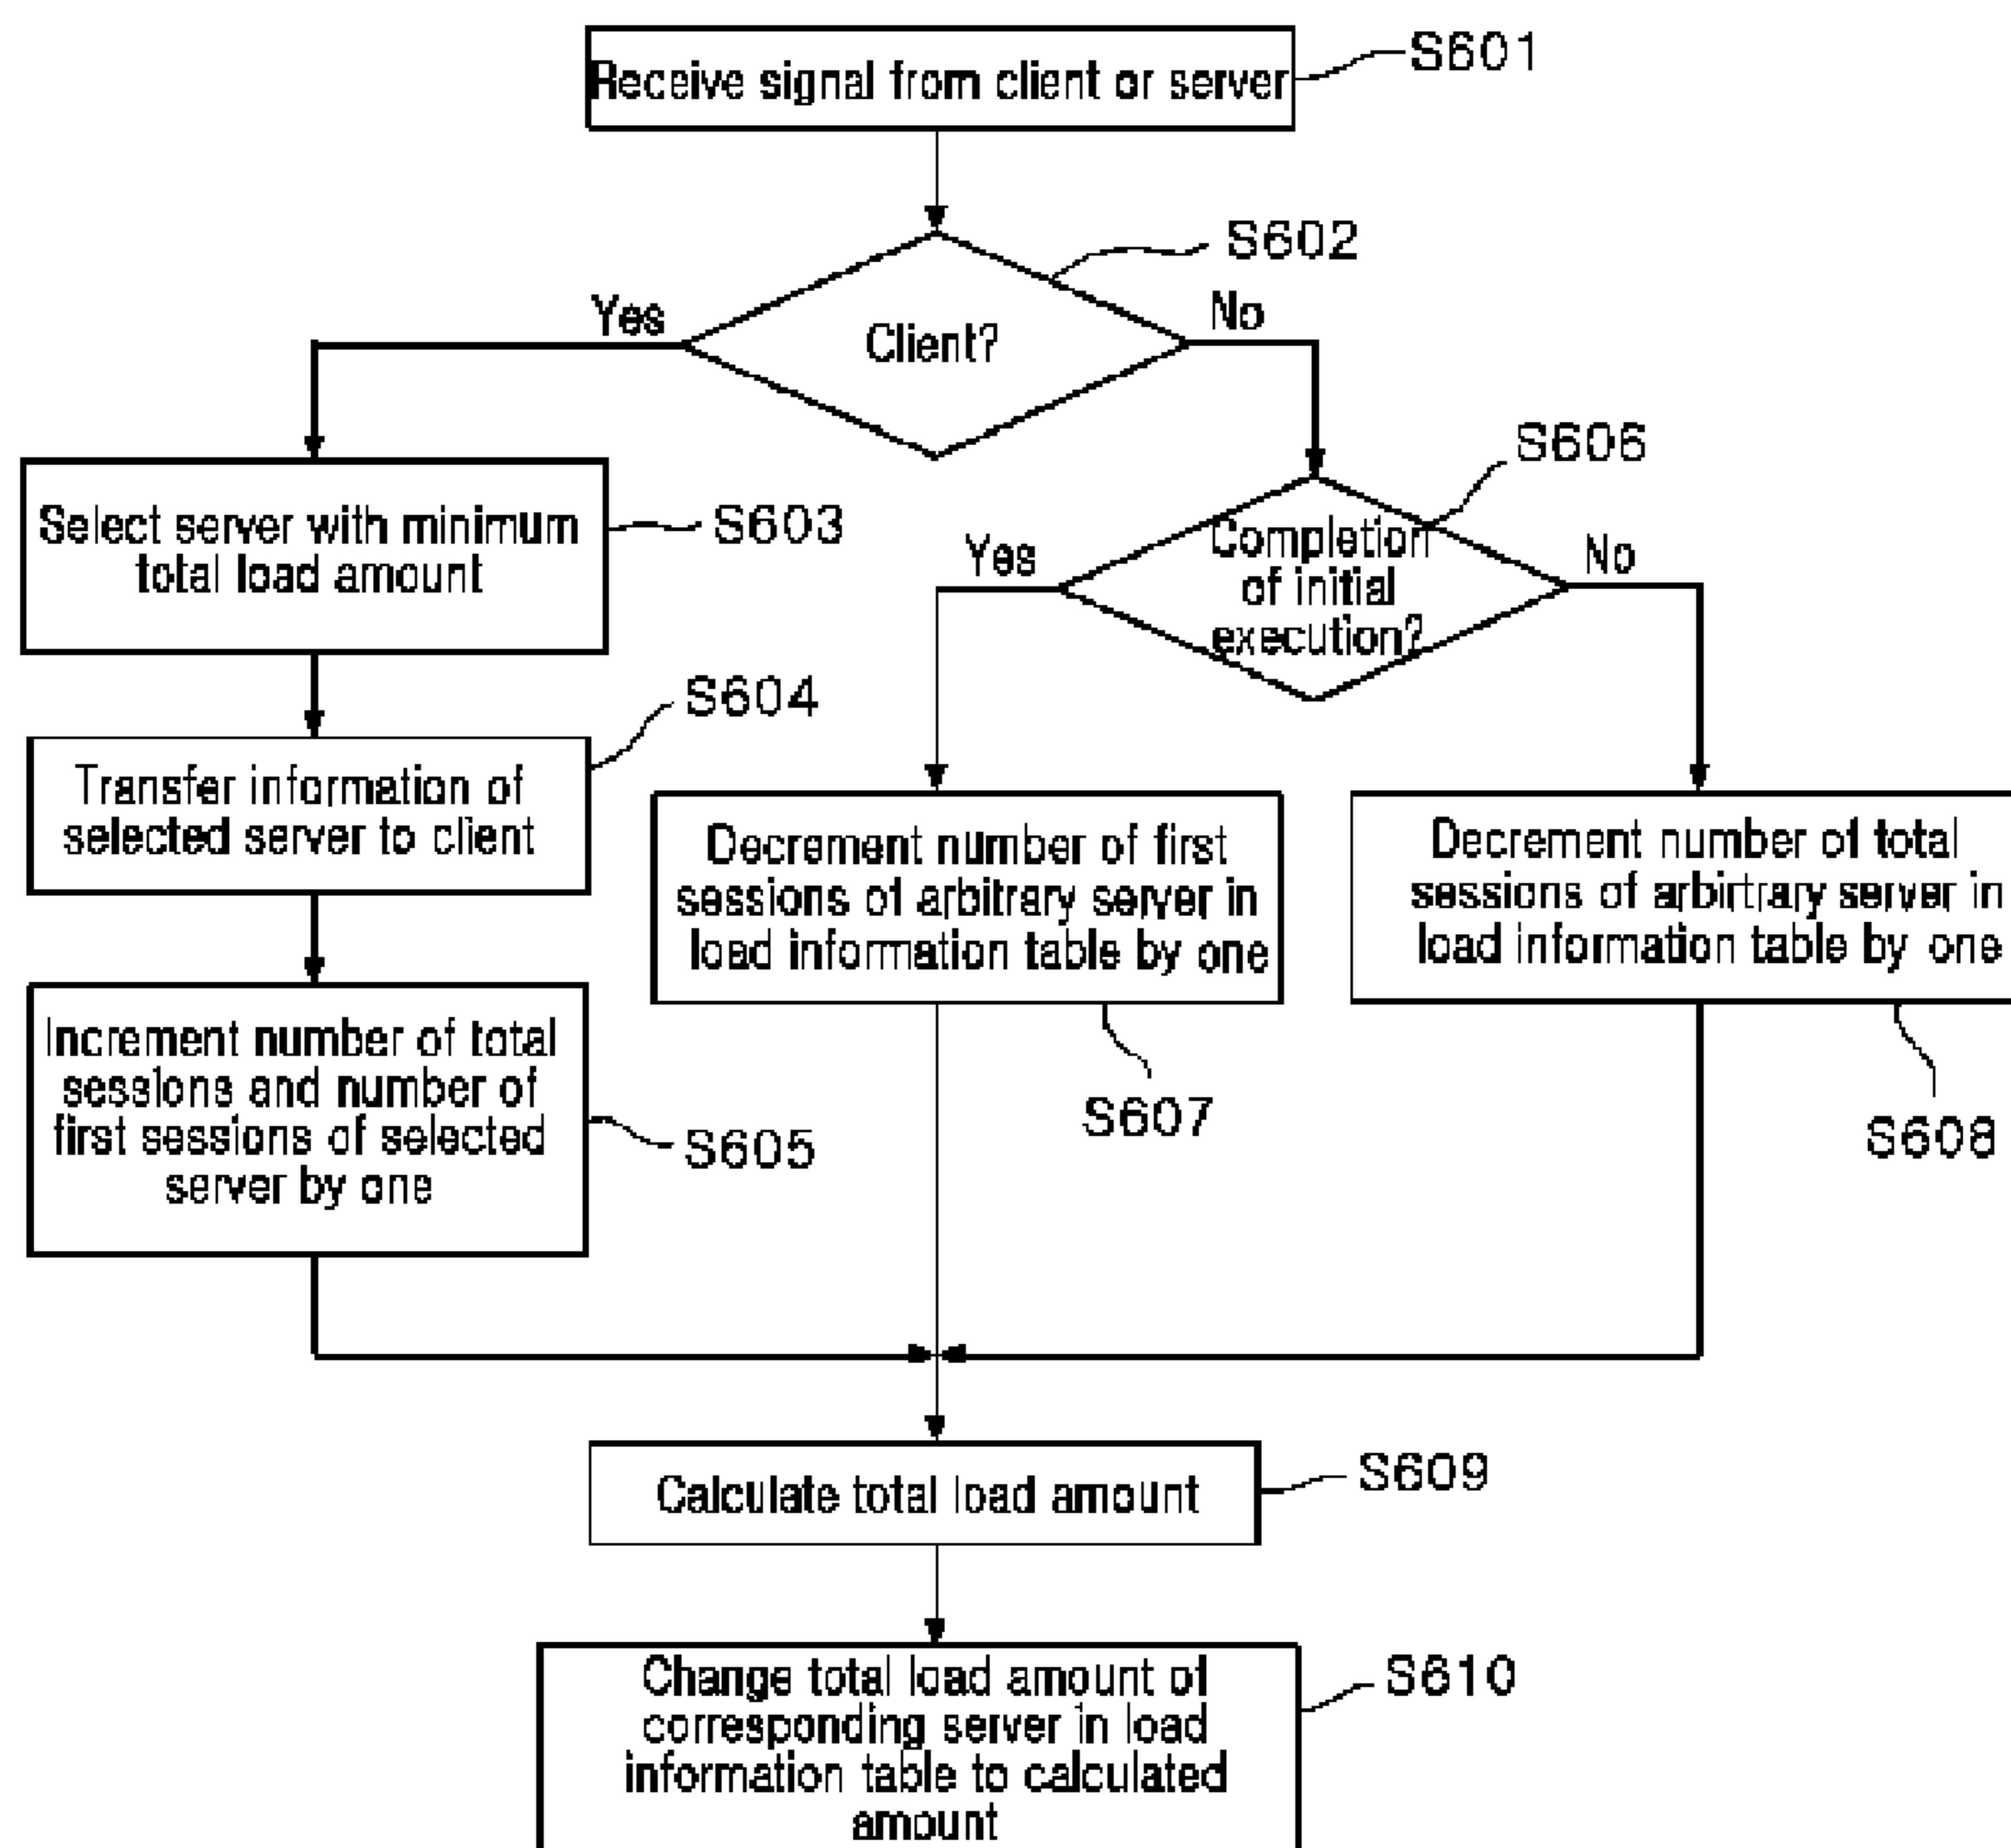 Receive signal from client or server
S601
S602
Yes
Client?
No
S606
Select server with minimum
total load amount
S603
Yes
Completion
of initial
execution?
No
S604
Transfer information of
selected server to client
Decrement number of first
sessions of arbitrary server in
load information table by one
Decrement number of total
sessions of arbirtrary server in
load information table by one
Increment number of total
sessions and number of
first sessions of selected
server by one
S605
S607
S608
Calculate total load amount
S609
Change total load amount of
corresponding server in load
information table to calculated
amount
S610